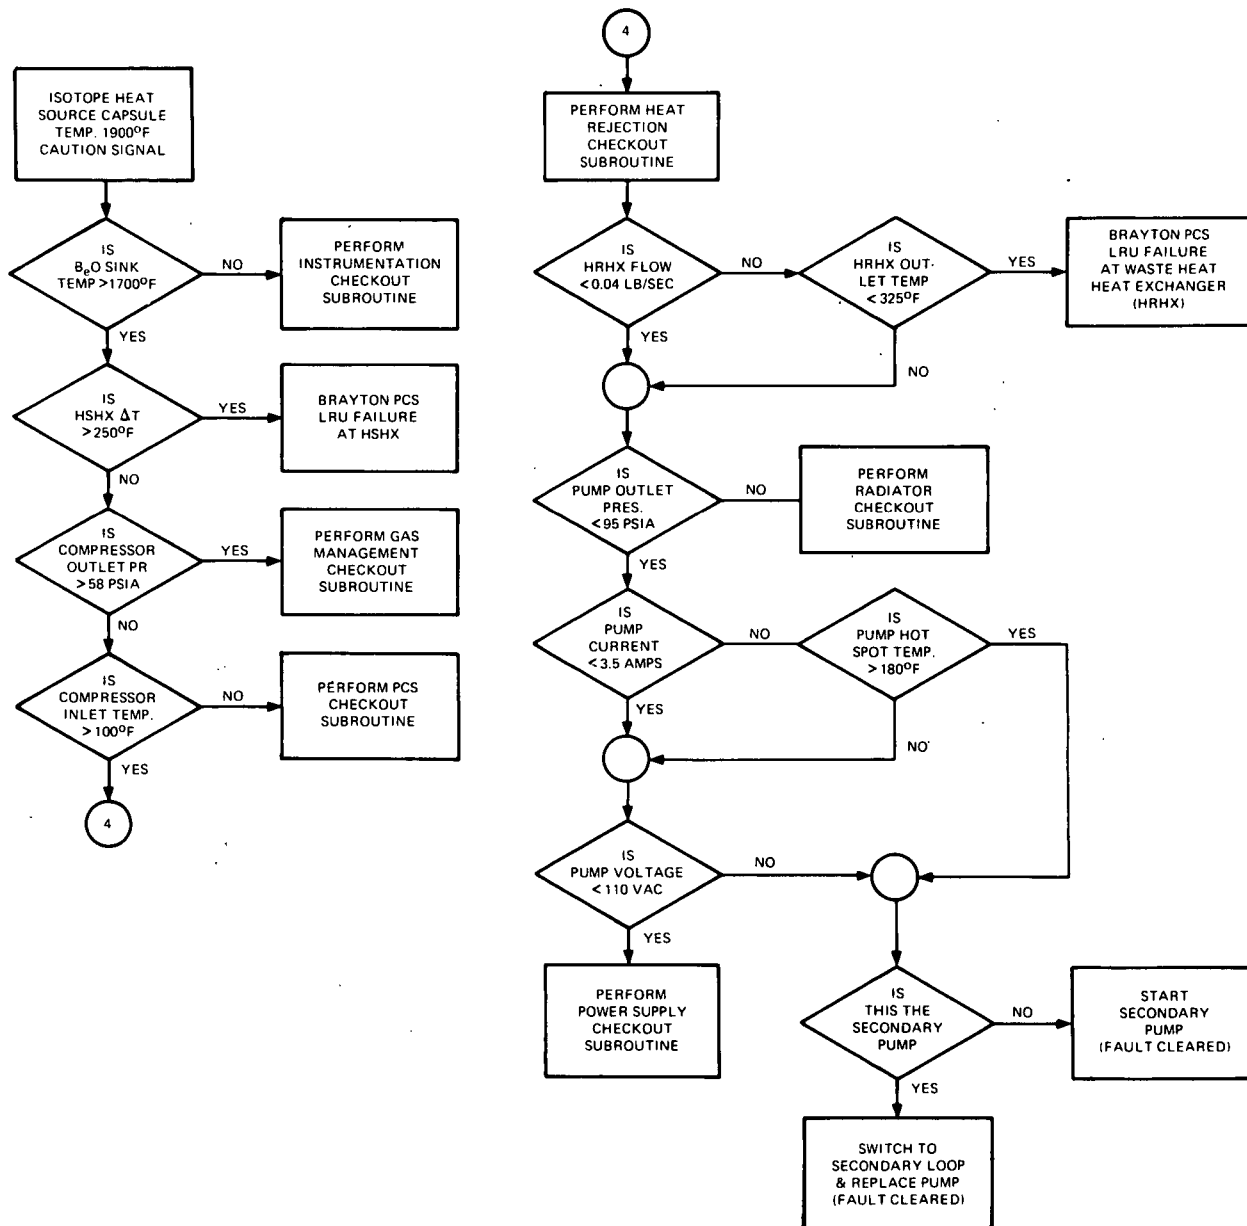 ISOTOPE HEAT
SOURCE CAPSULE
TEMP. 1900°F
CAUTION SIGNAL
IS
BeO SINK
TEMP >1700°F
NO
PERFORM
INSTRUMENTATION
CHECKOUT
SUBROUTINE
YES
IS
HSHX ΔT
>250°F
YES
BRAYTON PCS
LRU FAILURE
AT HSHX
NO
IS
COMPRESSOR
OUTLET PR
>58 PSIA
YES
PERFORM GAS
MANAGEMENT
CHECKOUT
SUBROUTINE
NO
IS
COMPRESSOR
INLET TEMP.
>100°F
NO
PERFORM PCS
CHECKOUT
SUBROUTINE
YES
4
4
PERFORM HEAT
REJECTION
CHECKOUT
SUBROUTINE
IS
HRHX FLOW
<0.04 LB/SEC
NO
IS
HRHX OUT-
LET TEMP
<325°F
YES
BRAYTON PCS
LRU FAILURE
AT WASTE HEAT
HEAT EXCHANGER
(HRHX)
YES
NO
IS
PUMP OUTLET
PRES.
<95 PSIA
NO
PERFORM
RADIATOR
CHECKOUT
SUBROUTINE
YES
IS
PUMP
CURRENT
<3.5 AMPS
NO
IS
PUMP HOT
SPOT TEMP.
>180°F
YES
YES
NO
IS
PUMP VOLTAGE
<110 VAC
NO
YES
PERFORM
POWER SUPPLY
CHECKOUT
SUBROUTINE
IS
THIS THE
SECONDARY
PUMP
NO
START
SECONDARY
PUMP
(FAULT CLEARED)
YES
SWITCH TO
SECONDARY LOOP
& REPLACE PUMP
(FAULT CLEARED)